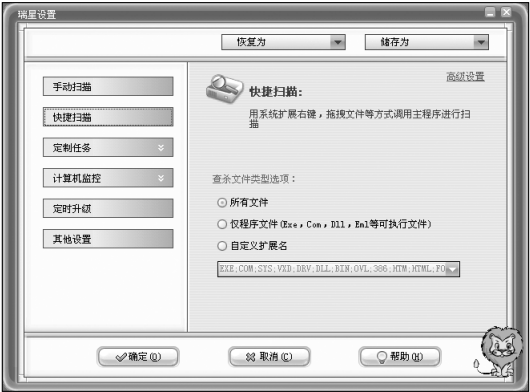 瑞星设置
恢复为 储存为
手动扫描
快捷扫描
定制任务
计算机监控
定时升级
其他设置
高级设置
快捷扫描：
用系统扩展右键，拖拽文件等方式调用主程序进行扫
描
查杀文件类型选项：
所有文件
仅程序文件(Exe，Com，Dll，Eml等可执行文件)
自定义扩展名
EXE;COM;SYS;VXD;DRV;DLL;BIN;OVL;386;HTM;HTML;FO
确定(O) 取消(C) 帮助(H)